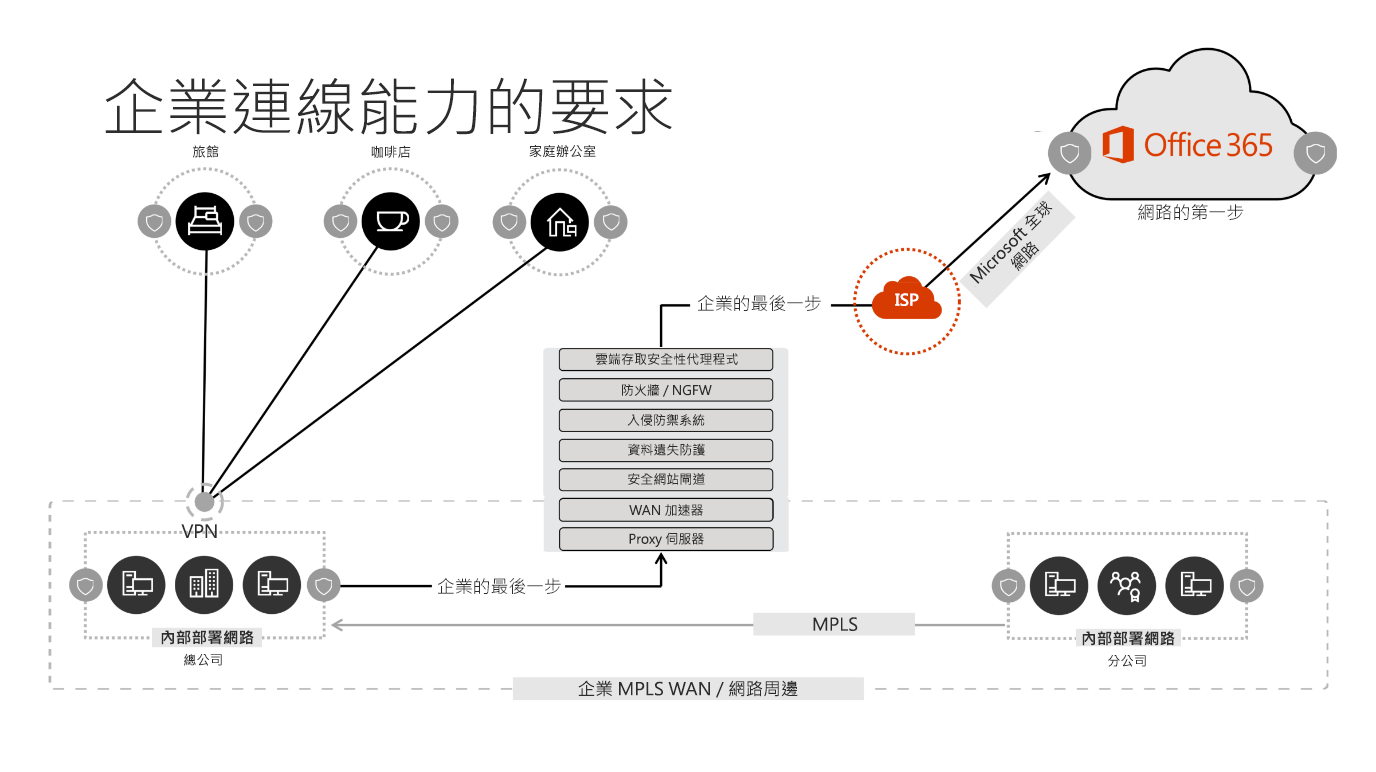 企業連線能力的要求
旅館
咖啡店
家庭辦公室
Office 365
網路的第一步
Microsoft 全球
網路
ISP
企業的最後一步
雲端存取安全性代理程式
防火牆 / NGFW
入侵防禦系統
資料遺失防護
安全網站閘道
WAN 加速器
Proxy 伺服器
VPN
企業的最後一步
MPLS
內部部署網路
總公司
內部部署網路
分公司
企業 MPLS WAN / 網路周邊